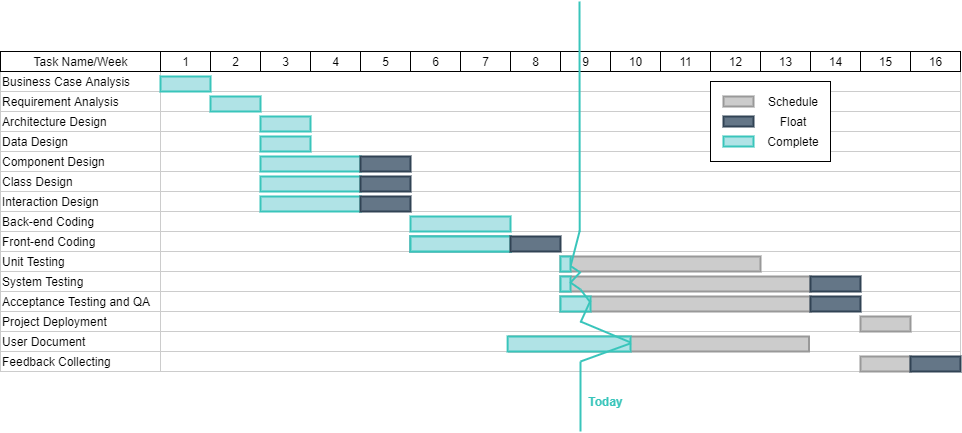 Task Name/Week 1 2 3 4 5 6 7 8 9 10 11 12 13 14 15 16
Business Case Analysis
Requirement Analysis
Schedule
Architecture Design
Float
Data Design
Complete
Component Design
Class Design
Interaction Design
Back-end Coding
Front-end Coding
Unit Testing
System Testing
Acceptance Testing and QA
Project Deployment
User Document
Feedback Collecting
Today